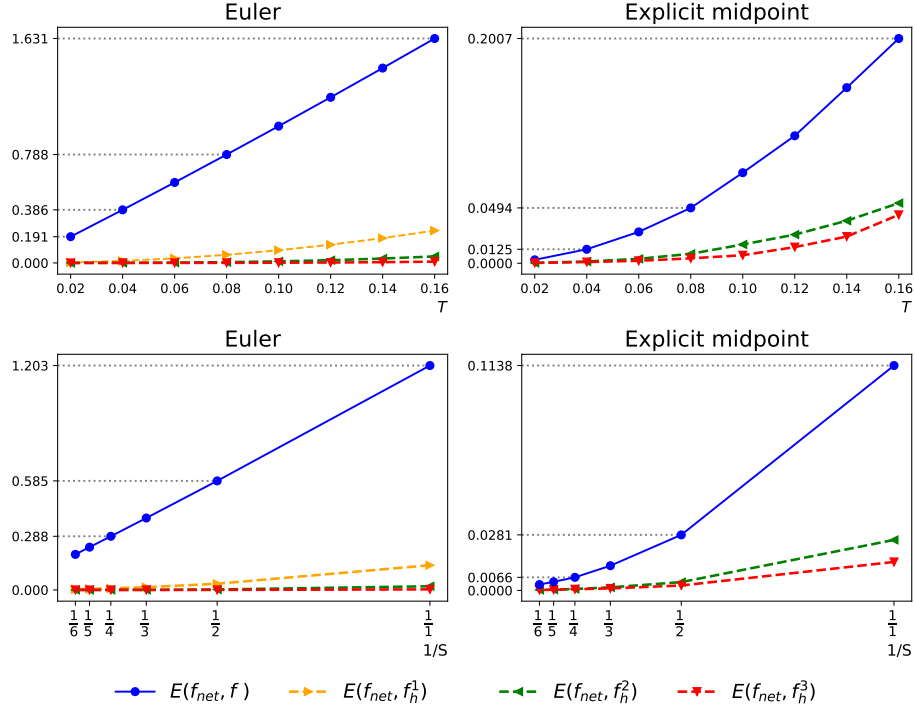 Euler
Explicit midpoint
1.631
0.788
0.386
0.191
0.000
0.02 0.04 0.06 0.08 0.10 0.12 0.14 0.16
T
0.2007
0.0494
0.0125
0.0000
0.02 0.04 0.06 0.08 0.10 0.12 0.14 0.16
T
Euler
Explicit midpoint
1.203
0.585
0.288
0.000
1/6 1/5 1/4 1/3 1/2 1/1
1/S
0.1138
0.0281
0.0066
0.0000
1/6 1/5 1/4 1/3 1/2 1/1
1/S
E(f_net, f) E(f_net, f_h^1) E(f_net, f_h^2) E(f_net, f_h^3)